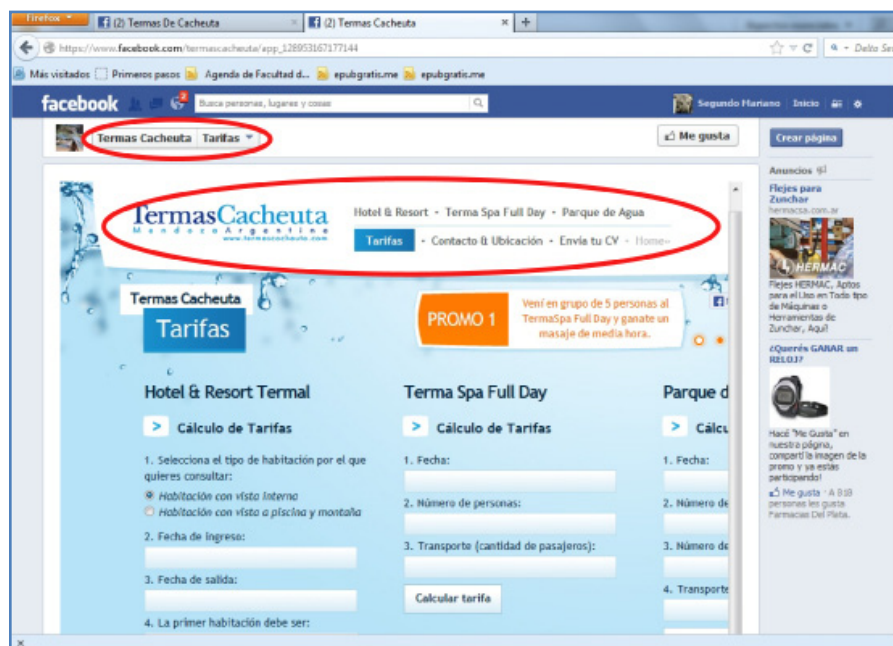 Firefox
(2) Termas De Cacheuta
(2) Termas Cacheuta
https://www.facebook.com/termascacheuta/app_128953167177144
Más visitados
Primeros pasos
Agenda de Facultad d...
epubgratis.me
epubgratis.me
facebook
2
Busca personas, lugares y cosas
Segundo Mariano
Inicio
Termas Cacheuta
Tarifas
Me gusta
Crear página
TermasCacheuta
Mendoza Argentina
www.termascacheuta.com
Hotel & Resort - Terma Spa Full Day - Parque de Agua
Tarifas - Contacto & Ubicación - Envía tu CV - Home
Termas Cacheuta
Tarifas
PROMO 1
Vení en grupo de 5 personas al
TermaSpa Full Day y ganate un
masaje de media hora.
Hotel & Resort Termal
> Cálculo de Tarifas
1. Selecciona el tipo de habitación por el que
quieres consultar:
Habitación con vista interna
Habitación con vista a piscina y montaña
2. Fecha de ingreso:
3. Fecha de salida:
4. La primer habitación debe ser:
Terma Spa Full Day
> Cálculo de Tarifas
1. Fecha:
2. Número de personas:
3. Transporte (cantidad de pasajeros):
Calcular tarifa
Parque d
> Cálcu
1. Fecha:
2. Número de
3. Número de
4. Transporte
Anuncios
Flejes para
Zunchar
hermacsa.com.ar
HERMAC
Flejes HERMAC, Aptos
para el Uso en Todo tipo
de Máquinas o
Herramientas de
Zunchar, Aquí!
¿Querés GANAR un
RELOJ?
Hacé "Me Gusta" en
nuestra página,
compartí la imagen de la
promo y ya estás
participando!
Me gusta · A 918
personas les gusta
Farmacias Del Plata.